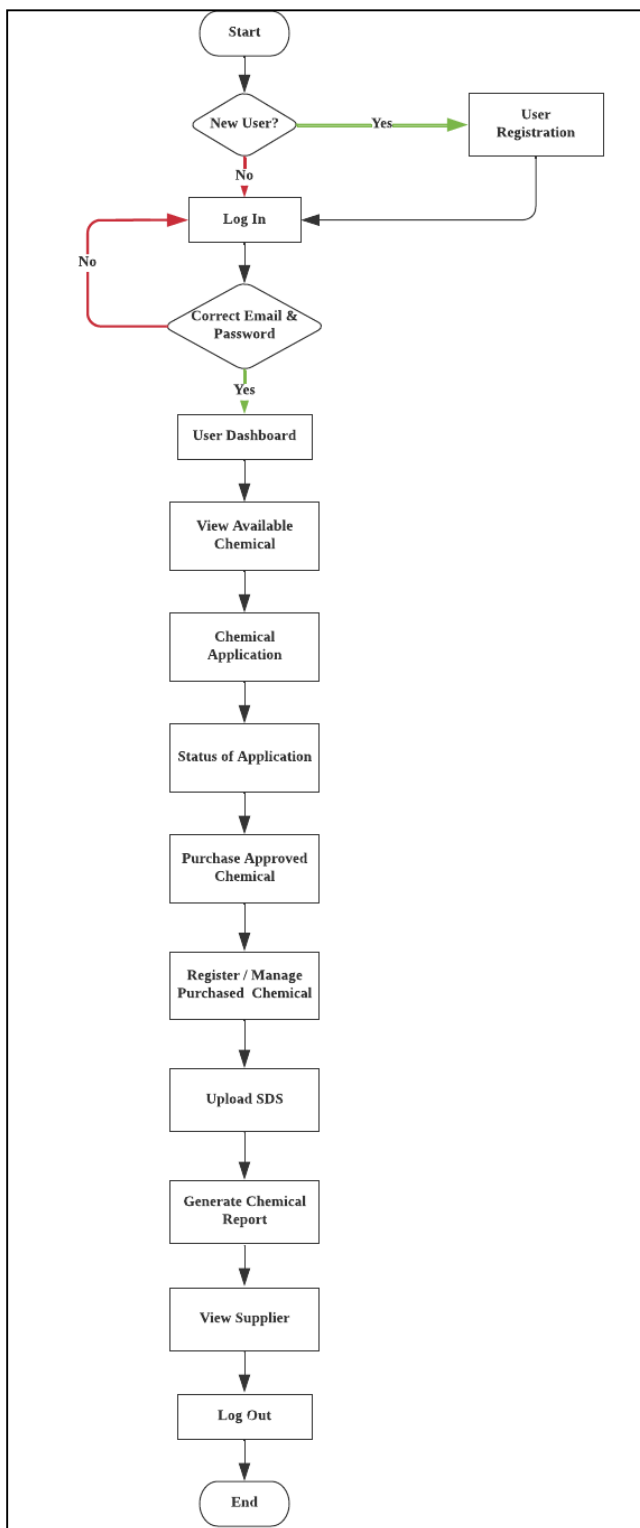 Start
New User?
Yes
User
Registration
No
Log In
No
Correct Email &
Password
Yes
User Dashboard
View Available
Chemical
Chemical
Application
Status of Application
Purchase Approved
Chemical
Register / Manage
Purchased Chemical
Upload SDS
Generate Chemical
Report
View Supplier
Log Out
End